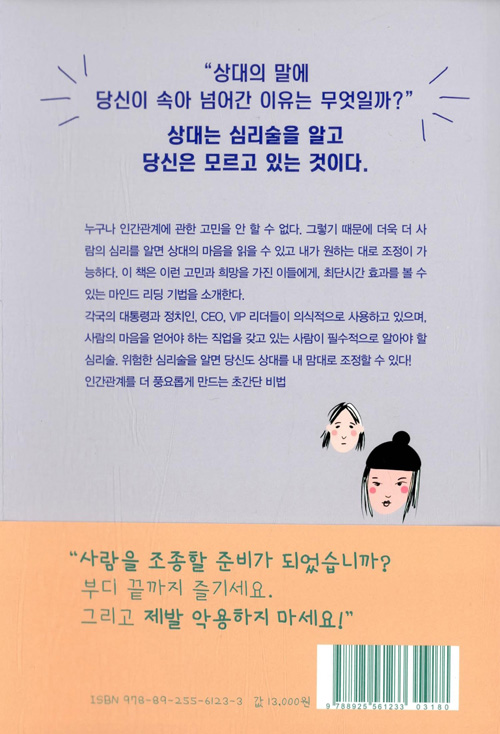 “상대의 말에
당신이 속아 넘어간 이유는 무엇일까?”
상대는 심리술을 알고
당신은 모르고 있는 것이다.
누구나 인간관계에 관한 고민을 안 할 수 없다. 그렇기 때문에 더욱 더 사
람의 심리를 알면 상대의 마음을 읽을 수 있고 내가 원하는 대로 조정이 가
능하다. 이 책은 이런 고민과 희망을 가진 이들에게, 최단시간 효과를 볼 수
있는 마인드 리딩 기법을 소개한다.
각국의 대통령과 정치인, CEO, VIP 리더들이 의식적으로 사용하고 있으며,
사람의 마음을 얻어야 하는 직업을 갖고 있는 사람이 필수적으로 알아야 할
심리술. 위험한 심리술을 알면 당신도 상대를 내 맘대로 조정할 수 있다!
인간관계를 더 풍요롭게 만드는 초간단 비법
“사람을 조종할 준비가 되었습니까?
부디 끝까지 즐기세요.
그리고 제발 악용하지 마세요!”
ISBN 978-89-255-6123-3 값 13,000원
9 788925 561233
03180